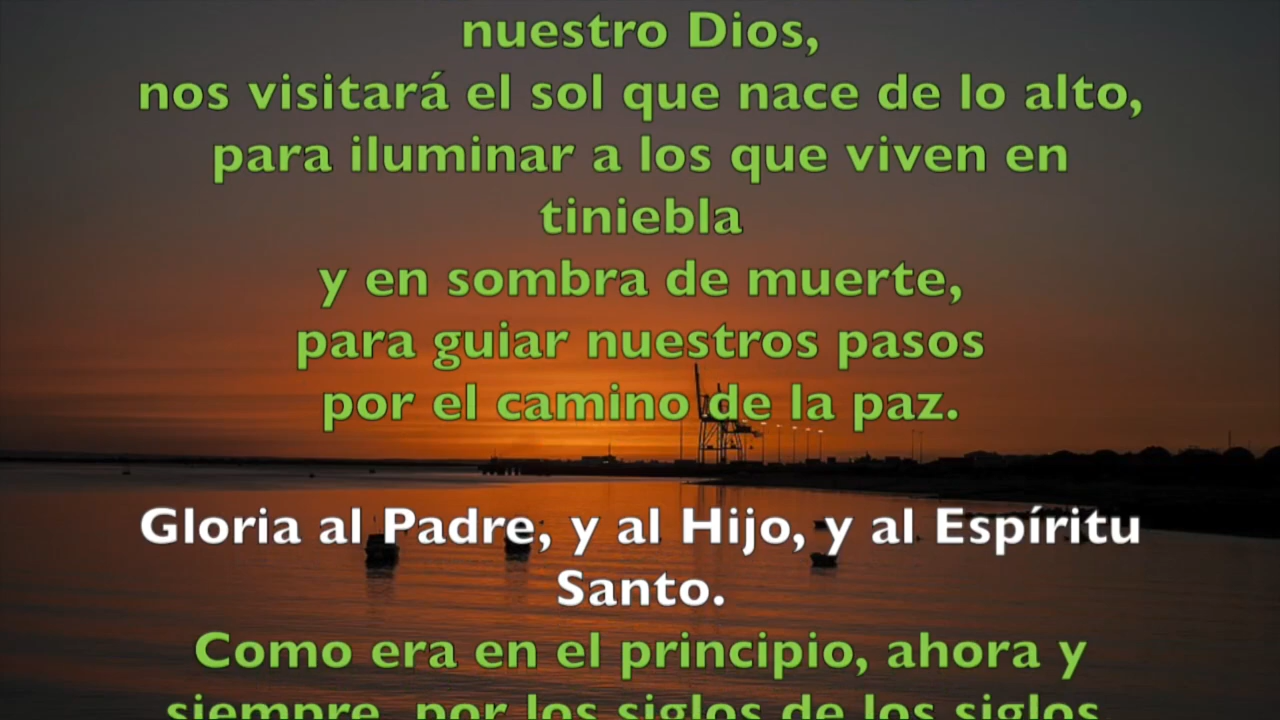 nuestro Dios,
nos visitará el sol que nace de lo alto,
para iluminar a los que viven en
tiniebla
y en sombra de muerte,
para guiar nuestros pasos
por el camino de la paz.
Gloria al Padre, y al Hijo, y al Espíritu
Santo.
Como era en el principio, ahora y
siempre, por los siglos de los siglos